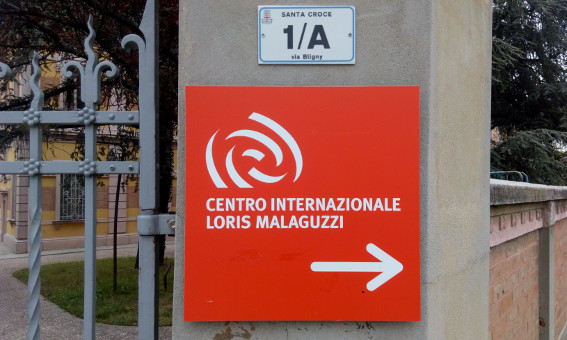 SANTA CROCE
1/A
via Bligny
CENTRO INTERNAZIONALE
LORIS MALAGUZZI